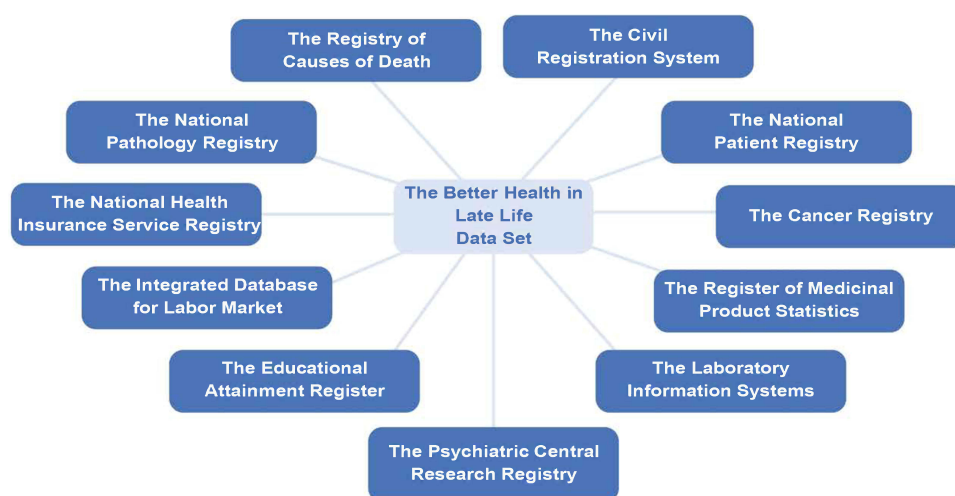 The Registry of
Causes of Death
The Civil
Registration System
The National
Pathology Registry
The National
Patient Registry
The Better Health in
Late Life
Data Set
The National Health
Insurance Service Registry
The Cancer Registry
The Integrated Database
for Labor Market
The Register of Medicinal
Product Statistics
The Educational
Attainment Register
The Laboratory
Information Systems
The Psychiatric Central
Research Registry